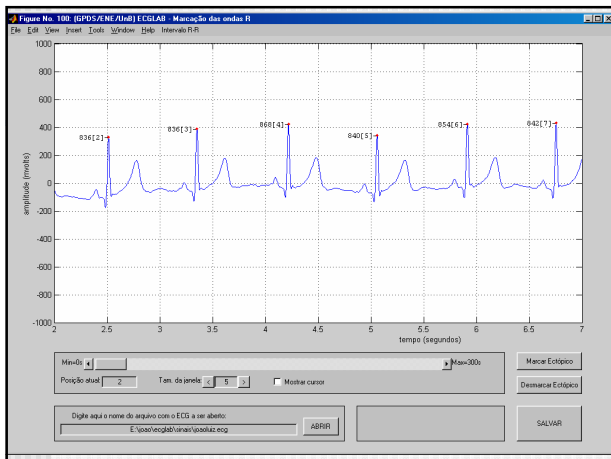 Figure No. 100: (GPDS/ENE/UnB) ECGLAB - Marcação das ondas R
File Edit View Insert Tools Window Help Intervalo R-R
1000
800
600
400
200
0
-200
-400
-600
-800
-1000
amplitude (mvolts)
836[2]
836[3]
868[4]
840[5]
854[6]
842[7]
2 2.5 3 3.5 4 4.5 5 5.5 6 6.5 7
tempo (segundos)
Min=0s Max=300s
Posição atual: 2 Tam. da janela: < 5 > Mostrar cursor
Marcar Ectópico
Desmarcar Ectópico
Digite aqui o nome do arquivo com o ECG a ser aberto:
E:\joao\ecglab\sinais\joaoluiz.ecg ABRIR
SALVAR